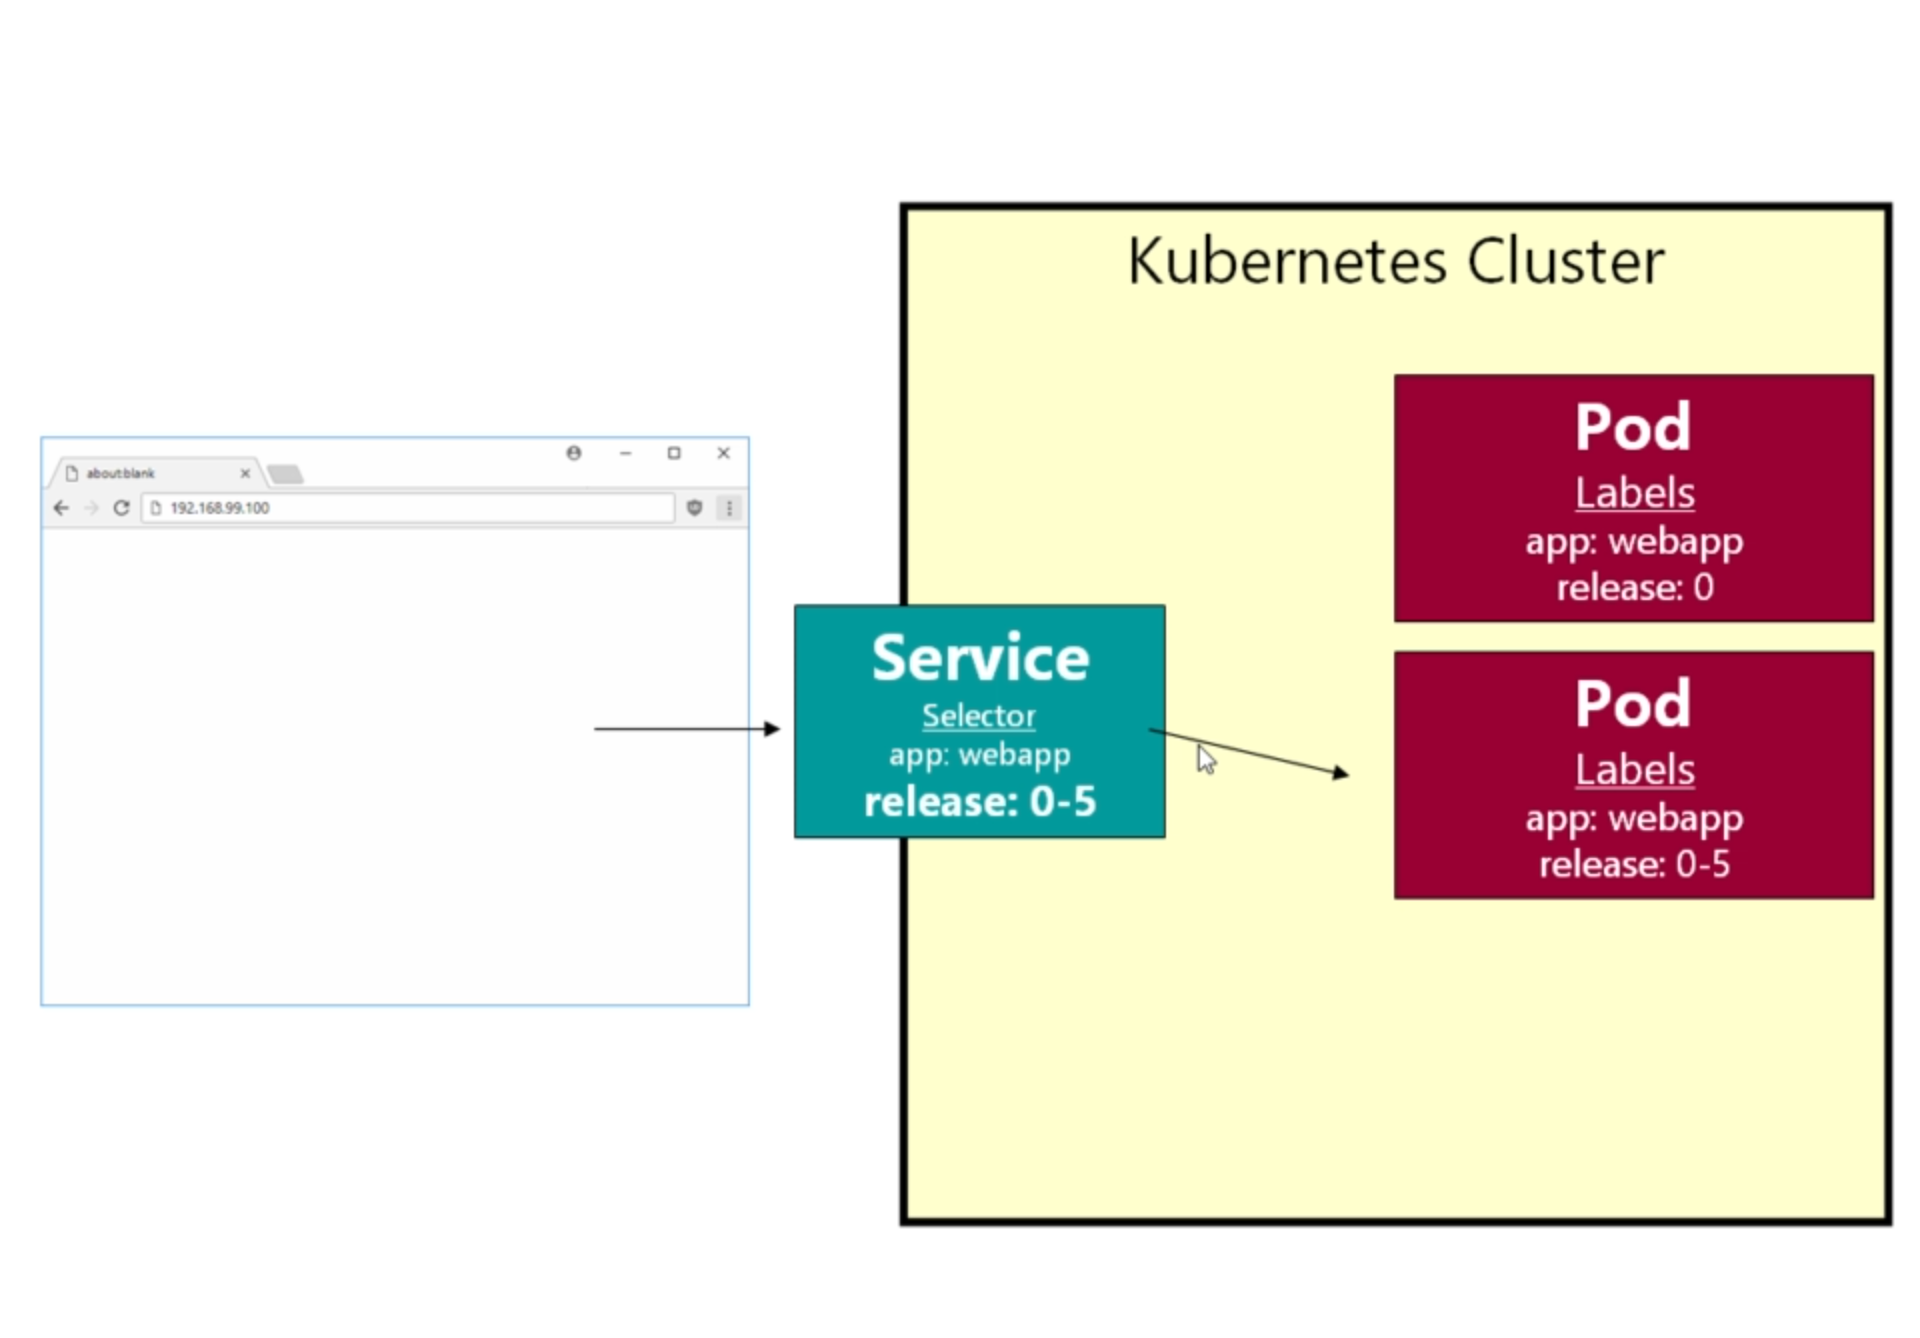 Kubernetes Cluster
about:blank
192.168.99.100
Service
Selector
app: webapp
release: 0-5
Pod
Labels
app: webapp
release: 0
Pod
Labels
app: webapp
release: 0-5